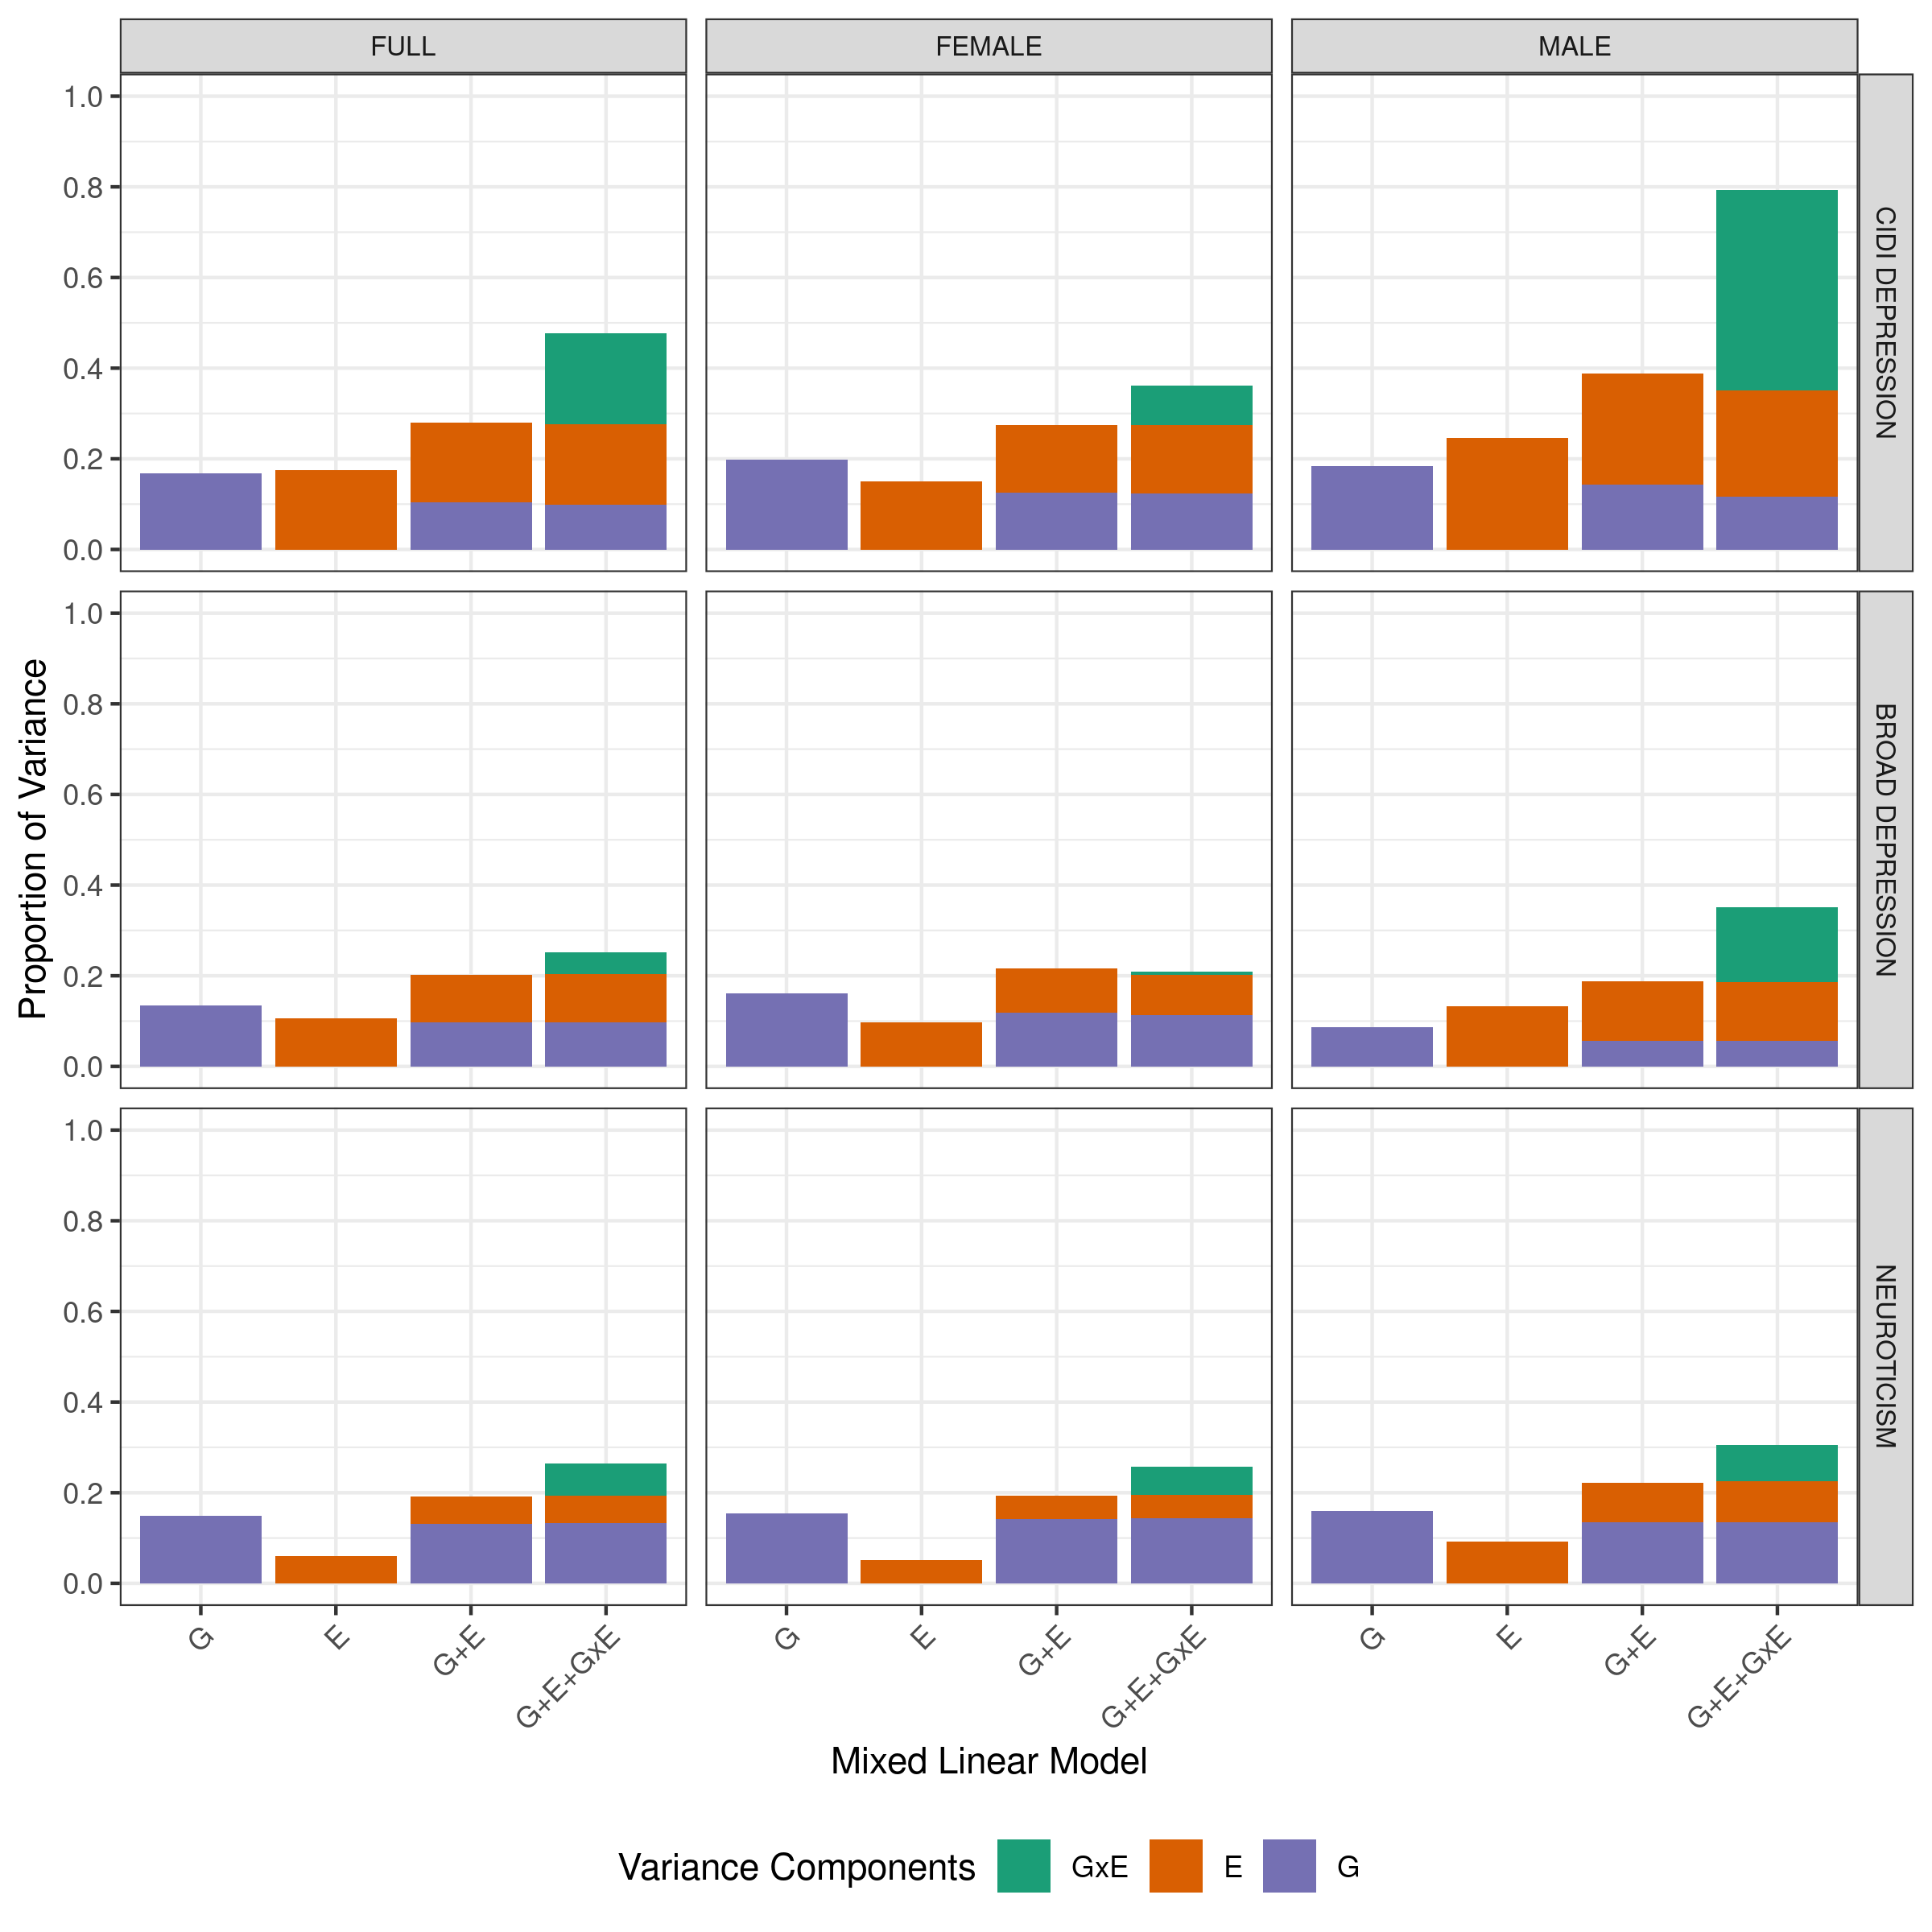 FULL
FEMALE
MALE
1.0
0.8
0.6
0.4
0.2
0.0
CIDI DEPRESSION
1.0
0.8
0.6
0.4
0.2
0.0
BROAD DEPRESSION
1.0
0.8
0.6
0.4
0.2
0.0
NEUROTICISM
Proportion of Variance
G
E
G+E
G+E+GxE
G
E
G+E
G+E+GxE
G
E
G+E
G+E+GxE
Mixed Linear Model
Variance Components GxE E G